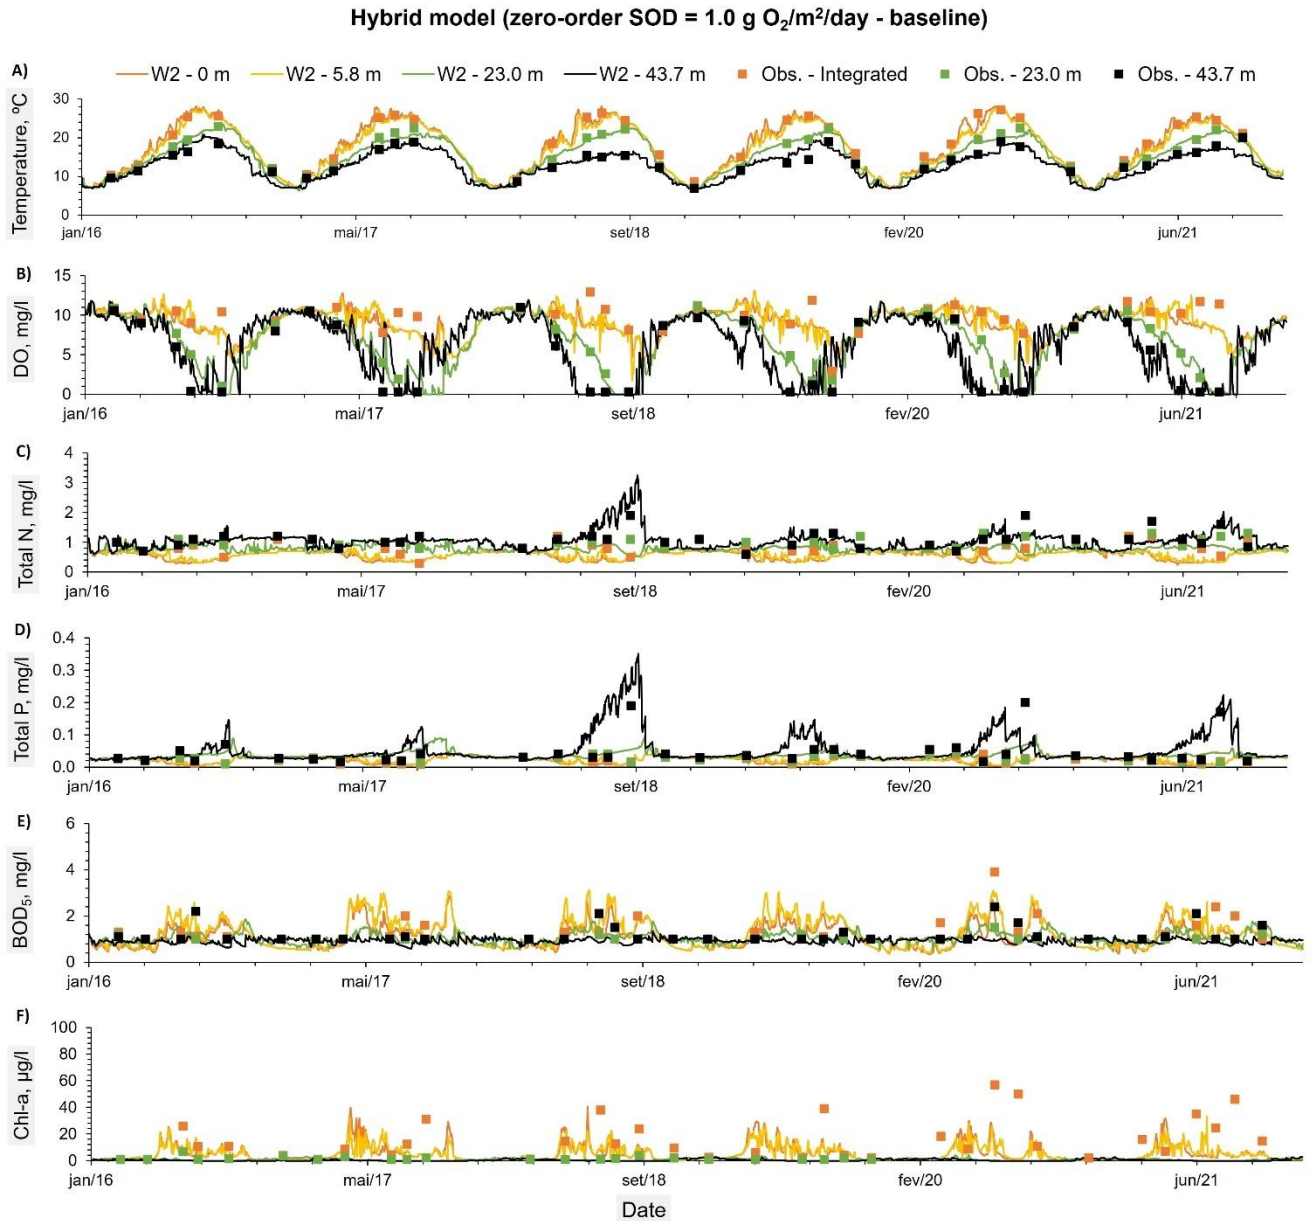 Hybrid model (zero-order SOD = 1.0 g O₂/m²/day - baseline)
A)
W2 - 0 m W2 - 5.8 m W2 - 23.0 m W2 - 43.7 m Obs. - Integrated Obs. - 23.0 m Obs. - 43.7 m
Temperature, ºC
30
20
10
0
jan/16 mai/17 set/18 fev/20 jun/21
B)
DO, mg/l
15
10
5
0
jan/16 mai/17 set/18 fev/20 jun/21
C)
Total N, mg/l
4
3
2
1
0
jan/16 mai/17 set/18 fev/20 jun/21
D)
Total P, mg/l
0.4
0.3
0.2
0.1
0.0
jan/16 mai/17 set/18 fev/20 jun/21
E)
BOD₅, mg/l
6
4
2
0
jan/16 mai/17 set/18 fev/20 jun/21
F)
Chl-a, µg/l
100
80
60
40
20
0
jan/16 mai/17 set/18 fev/20 jun/21
Date